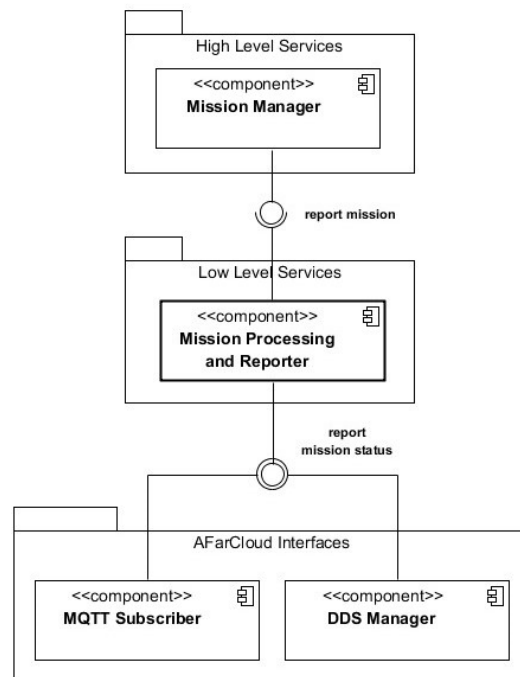 High Level Services
<<component>>
Mission Manager
report mission
Low Level Services
<<component>>
Mission Processing
and Reporter
report
mission status
AFarCloud Interfaces
<<component>>
MQTT Subscriber
<<component>>
DDS Manager